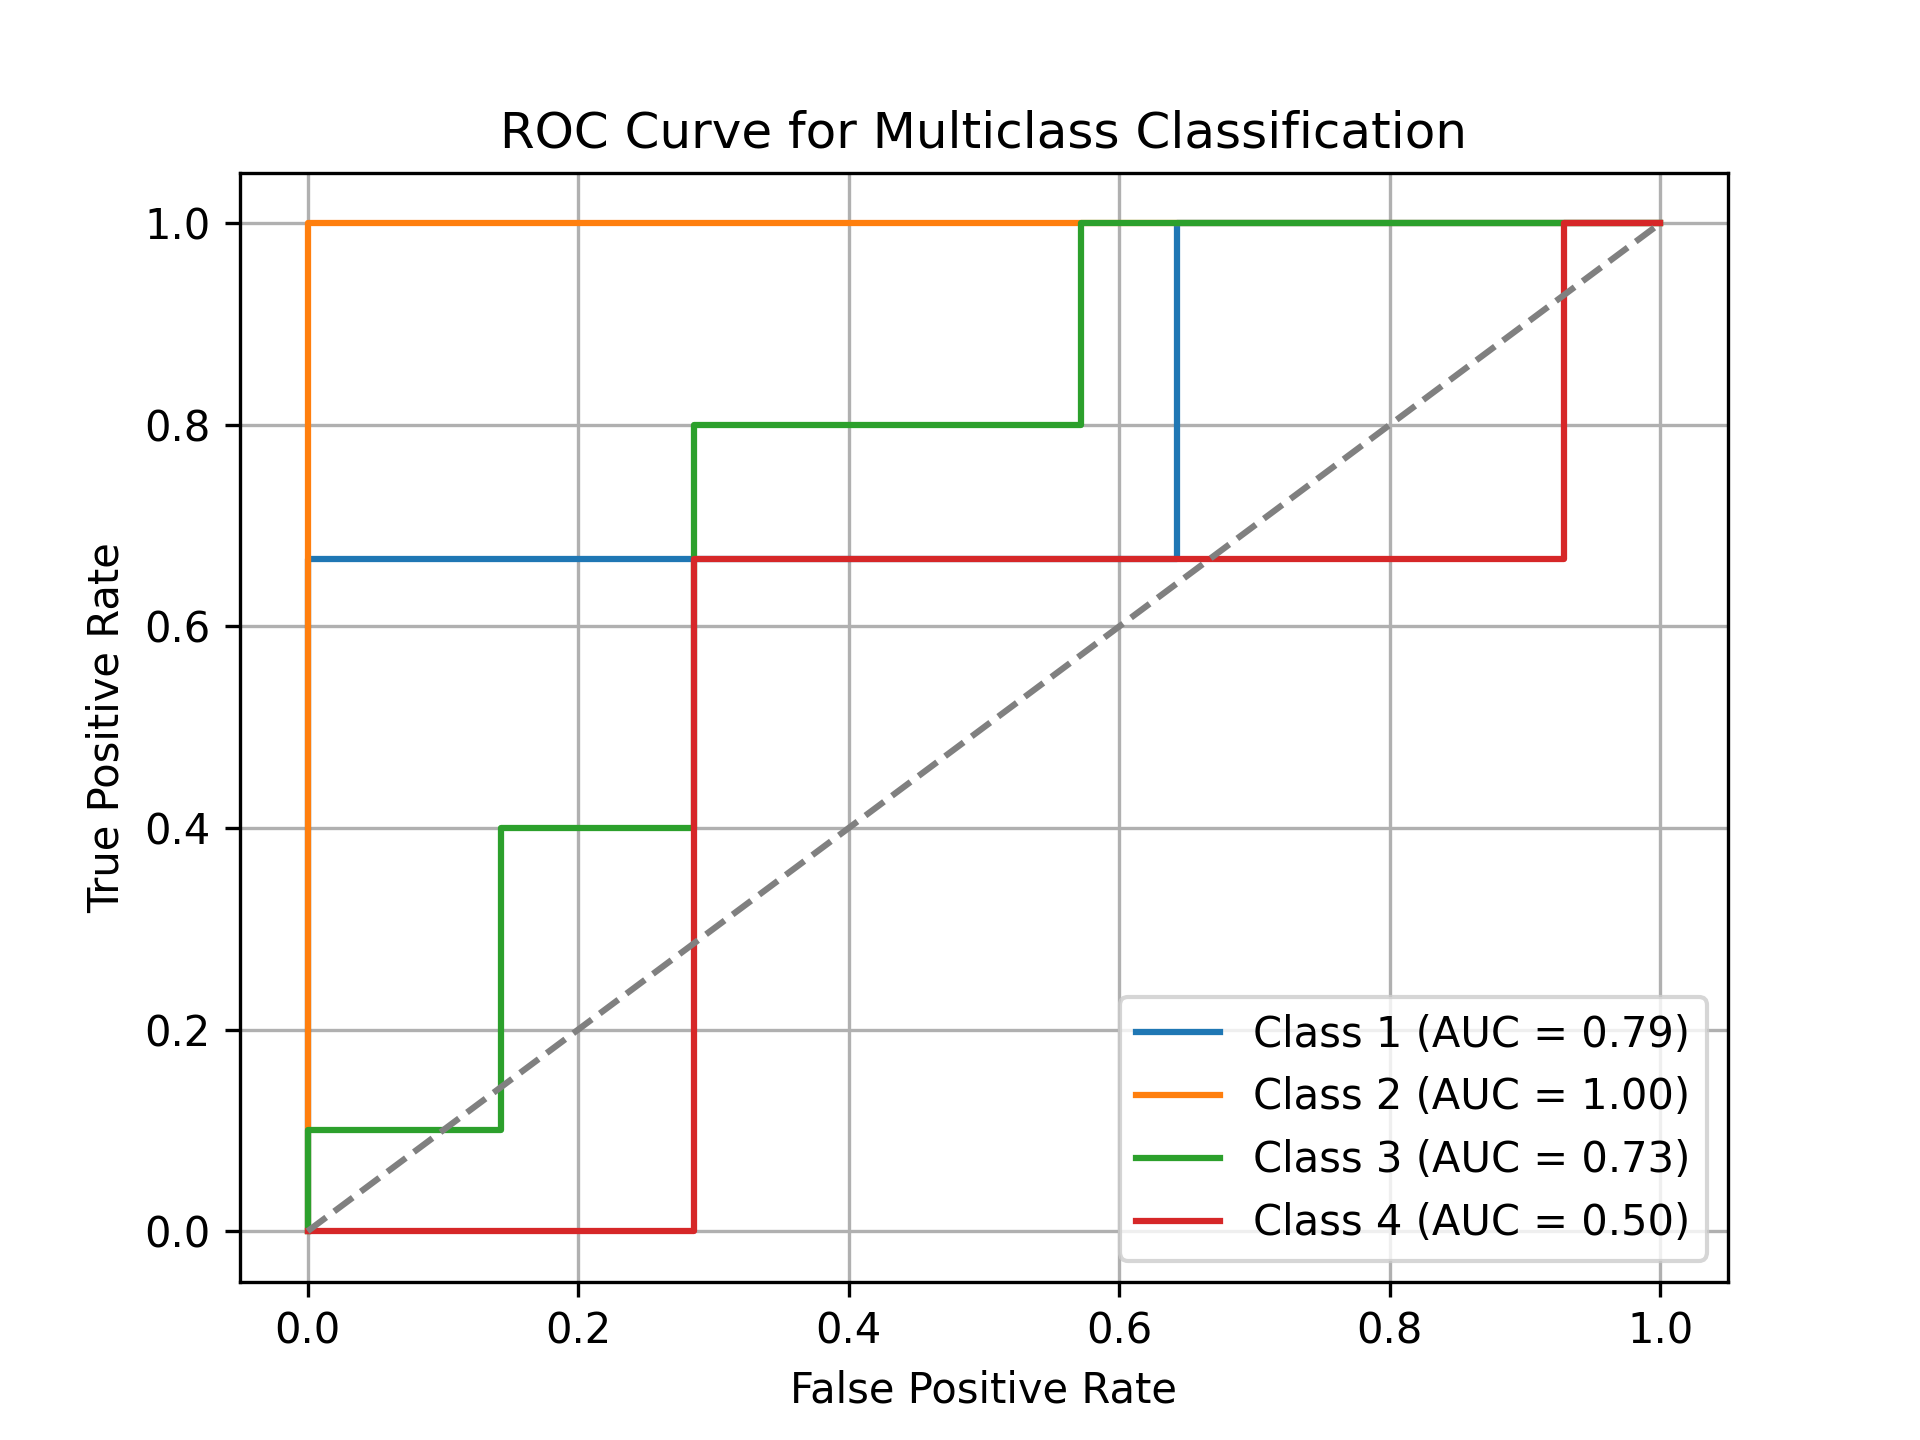 ROC Curve for Multiclass Classification
True Positive Rate
1.0
0.8
0.6
0.4
0.2
0.0
Class 1 (AUC = 0.79)
Class 2 (AUC = 1.00)
Class 3 (AUC = 0.73)
Class 4 (AUC = 0.50)
0.0 0.2 0.4 0.6 0.8 1.0
False Positive Rate